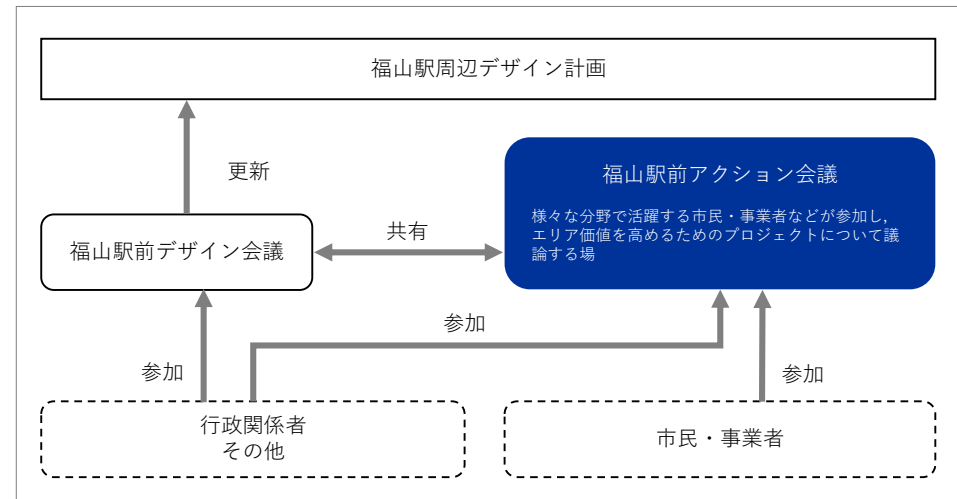 福山駅周辺デザイン計画
更新
福山駅前アクション会議
様々な分野で活躍する市民・事業者などが参加し，
エリア価値を高めるためのプロジェクトについて議
論する場
福山駅前デザイン会議
共有
参加
参加
参加
行政関係者
その他
市民・事業者